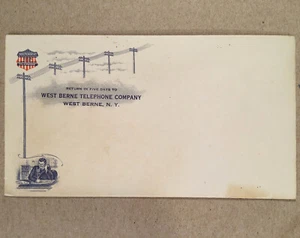 RETURN IN FIVE DAYS TO
WEST BERNE TELEPHONE COMPANY
WEST BERNE, N. Y.